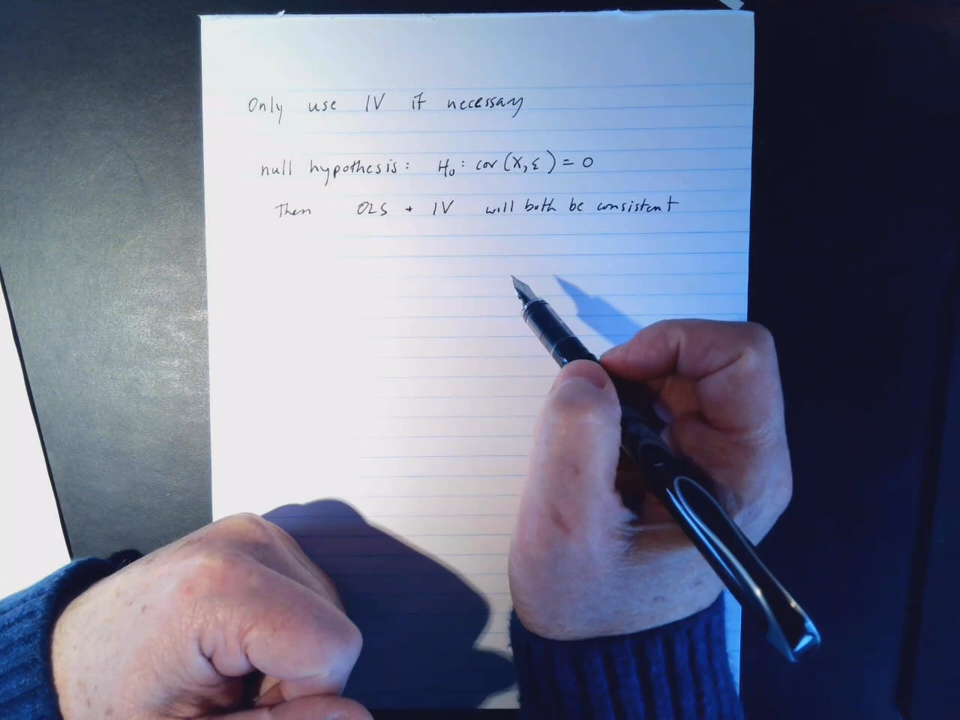 Only use IV if necessary
null hypothesis: H₀: cov(X,ε)=0
Then OLS + IV will both be consistent